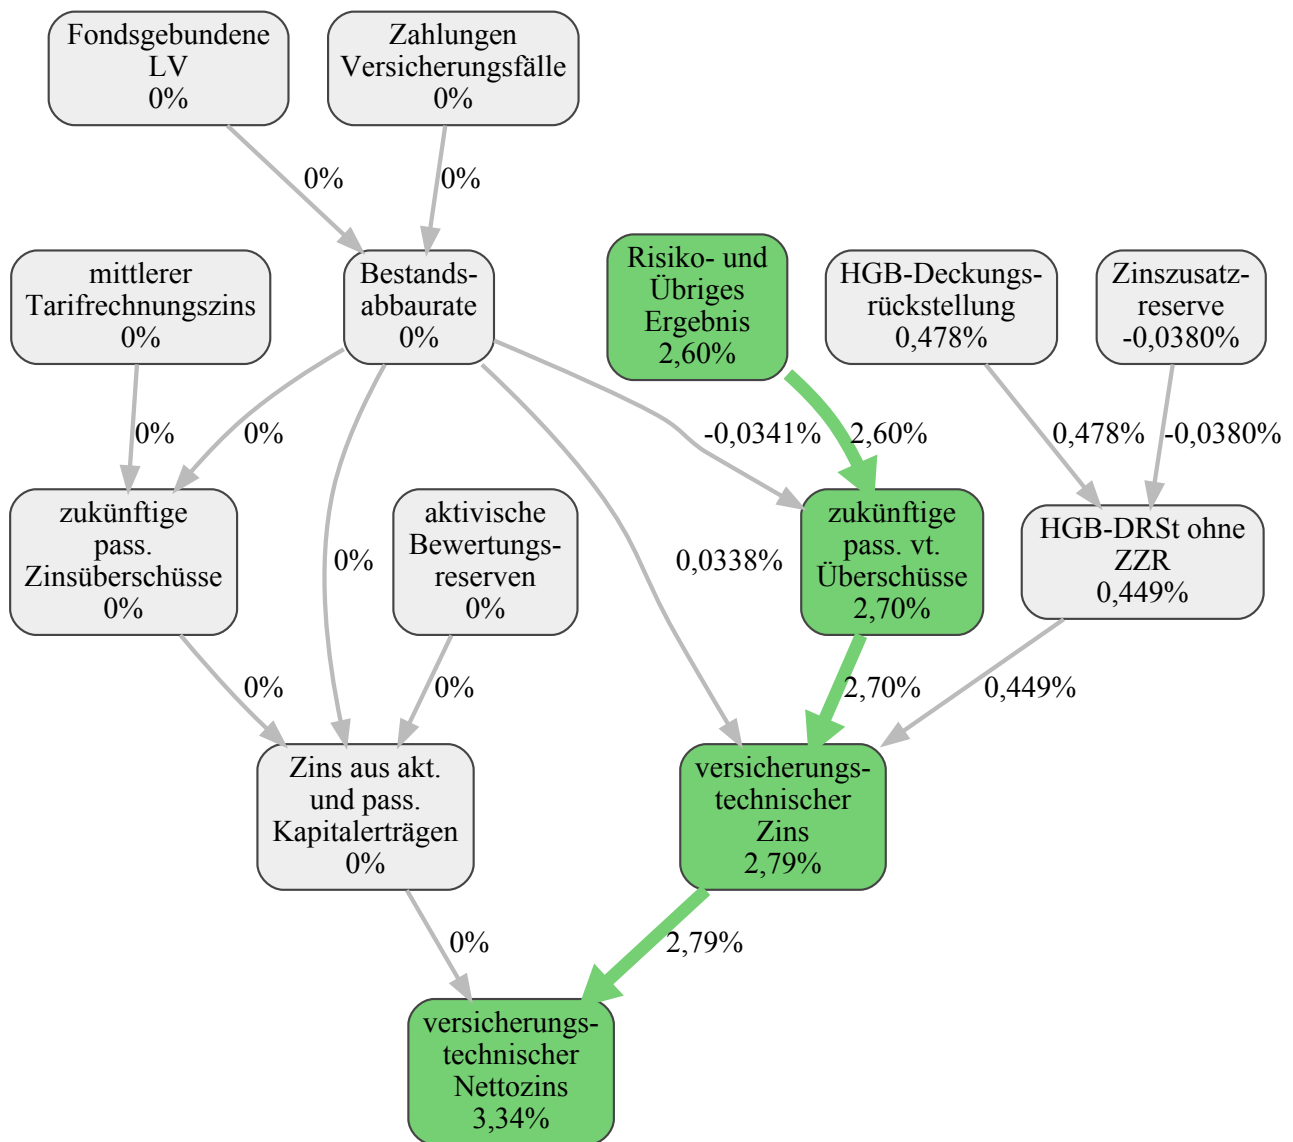 Fondsgebundene
LV
0%
Zahlungen
Versicherungsfälle
0%
0%
0%
mittlerer
Tarifrechnungszins
0%
Bestands-
abbaurate
0%
Risiko- und
Übriges
Ergebnis
2,60%
HGB-Deckungs-
rückstellung
0,478%
Zinszusatz-
reserve
-0,0380%
0%
0%
-0,0341%
2,60%
0,478%
-0,0380%
zukünftige
pass.
Zinsüberschüsse
0%
0%
aktivische
Bewertungs-
reserven
0%
0,0338%
zukünftige
pass. vt.
Überschüsse
2,70%
HGB-DRSt ohne
ZZR
0,449%
0%
0%
2,70%
0,449%
Zins aus akt.
und pass.
Kapitalerträgen
0%
versicherungs-
technischer
Zins
2,79%
0%
2,79%
versicherungs-
technischer
Nettozins
3,34%